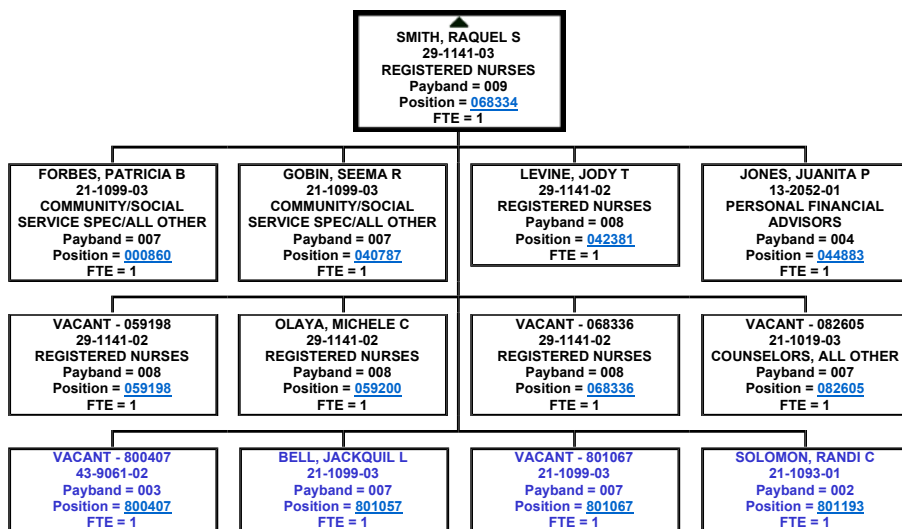 SMITH, RAQUEL S
29-1141-03
REGISTERED NURSES
Payband = 009
Position = 068334
FTE = 1
FORBES, PATRICIA B
21-1099-03
COMMUNITY/SOCIAL
SERVICE SPEC/ALL OTHER
Payband = 007
Position = 000860
FTE = 1
GOBIN, SEEMA R
21-1099-03
COMMUNITY/SOCIAL
SERVICE SPEC/ALL OTHER
Payband = 007
Position = 040787
FTE = 1
LEVINE, JODY T
29-1141-02
REGISTERED NURSES
Payband = 008
Position = 042381
FTE = 1
JONES, JUANITA P
13-2052-01
PERSONAL FINANCIAL
ADVISORS
Payband = 004
Position = 044883
FTE = 1
VACANT - 059198
29-1141-02
REGISTERED NURSES
Payband = 008
Position = 059198
FTE = 1
OLAYA, MICHELE C
29-1141-02
REGISTERED NURSES
Payband = 008
Position = 059200
FTE = 1
VACANT - 068336
29-1141-02
REGISTERED NURSES
Payband = 008
Position = 068336
FTE = 1
VACANT - 082605
21-1019-03
COUNSELORS, ALL OTHER
Payband = 007
Position = 082605
FTE = 1
VACANT - 800407
43-9061-02
Payband = 003
Position = 800407
FTE = 1
BELL, JACKQUIL L
21-1099-03
Payband = 007
Position = 801057
FTE = 1
VACANT - 801067
21-1099-03
Payband = 007
Position = 801067
FTE = 1
SOLOMON, RANDI C
21-1093-01
Payband = 002
Position = 801193
FTE = 1